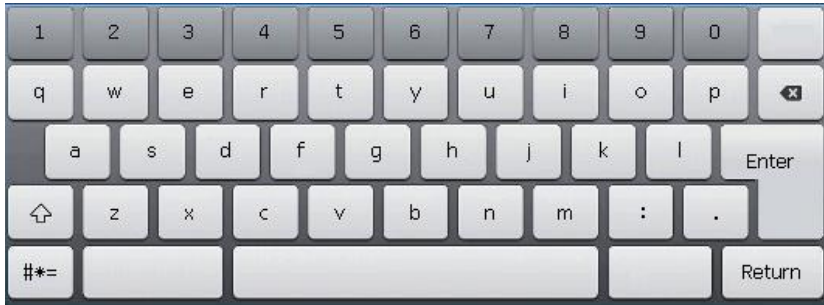 1 2 3 4 5 6 7 8 9 0
q w e r t y u i o p
a s d f g h j k l Enter
z x c v b n m : .
#*= Return